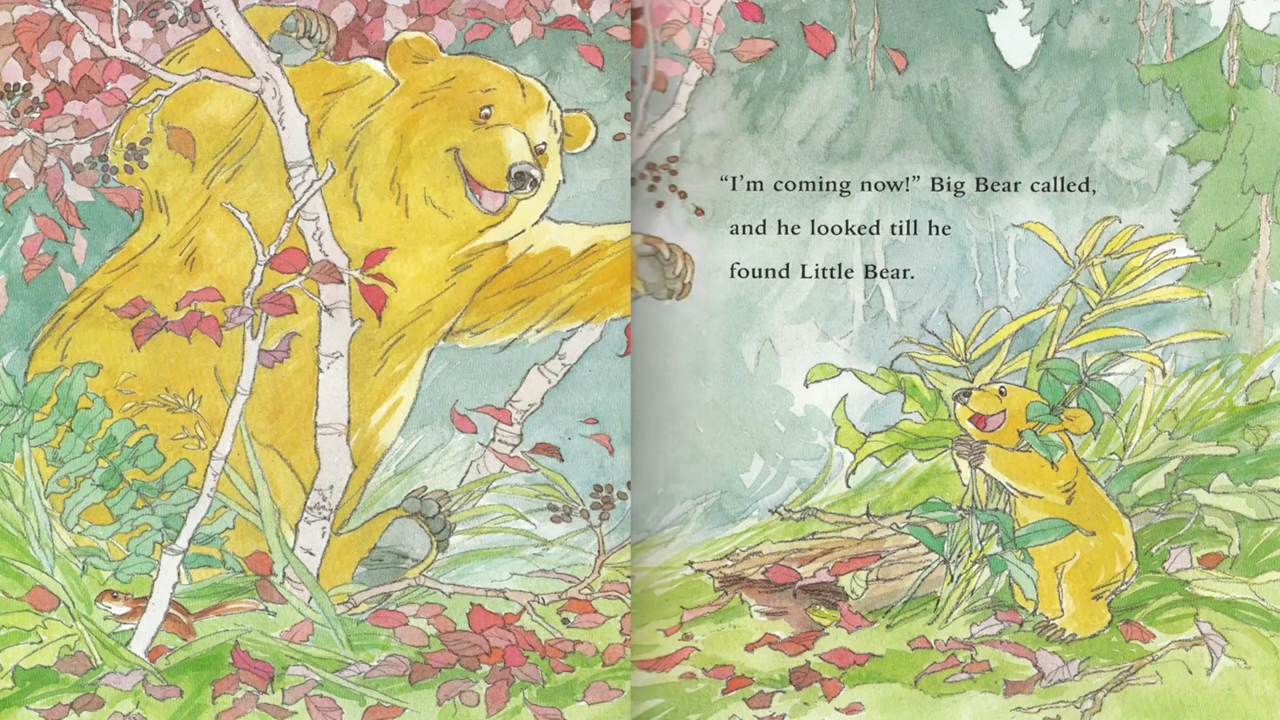 “I’m coming now!” Big Bear called,
and he looked till he
found Little Bear.